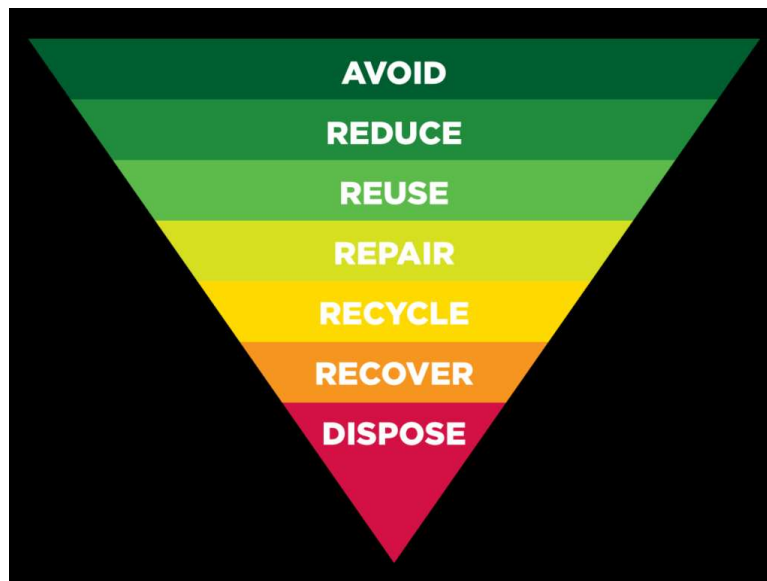 AVOID
REDUCE
REUSE
REPAIR
RECYCLE
RECOVER
DISPOSE